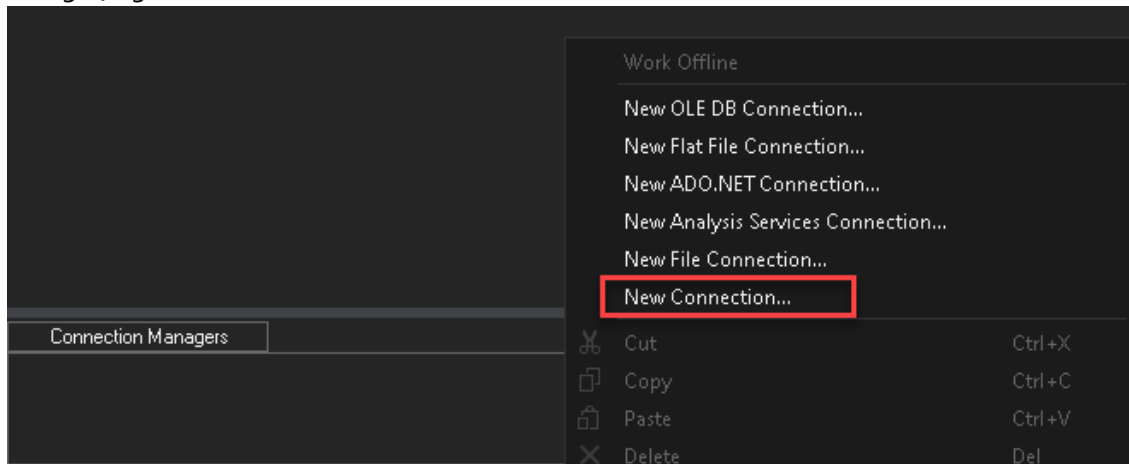 Work Offline
New OLE DB Connection...
New Flat File Connection...
New ADO.NET Connection...
New Analysis Services Connection...
New File Connection...
New Connection...
Connection Managers
Cut Ctrl+X
Copy Ctrl+C
Paste Ctrl+V
Delete Del